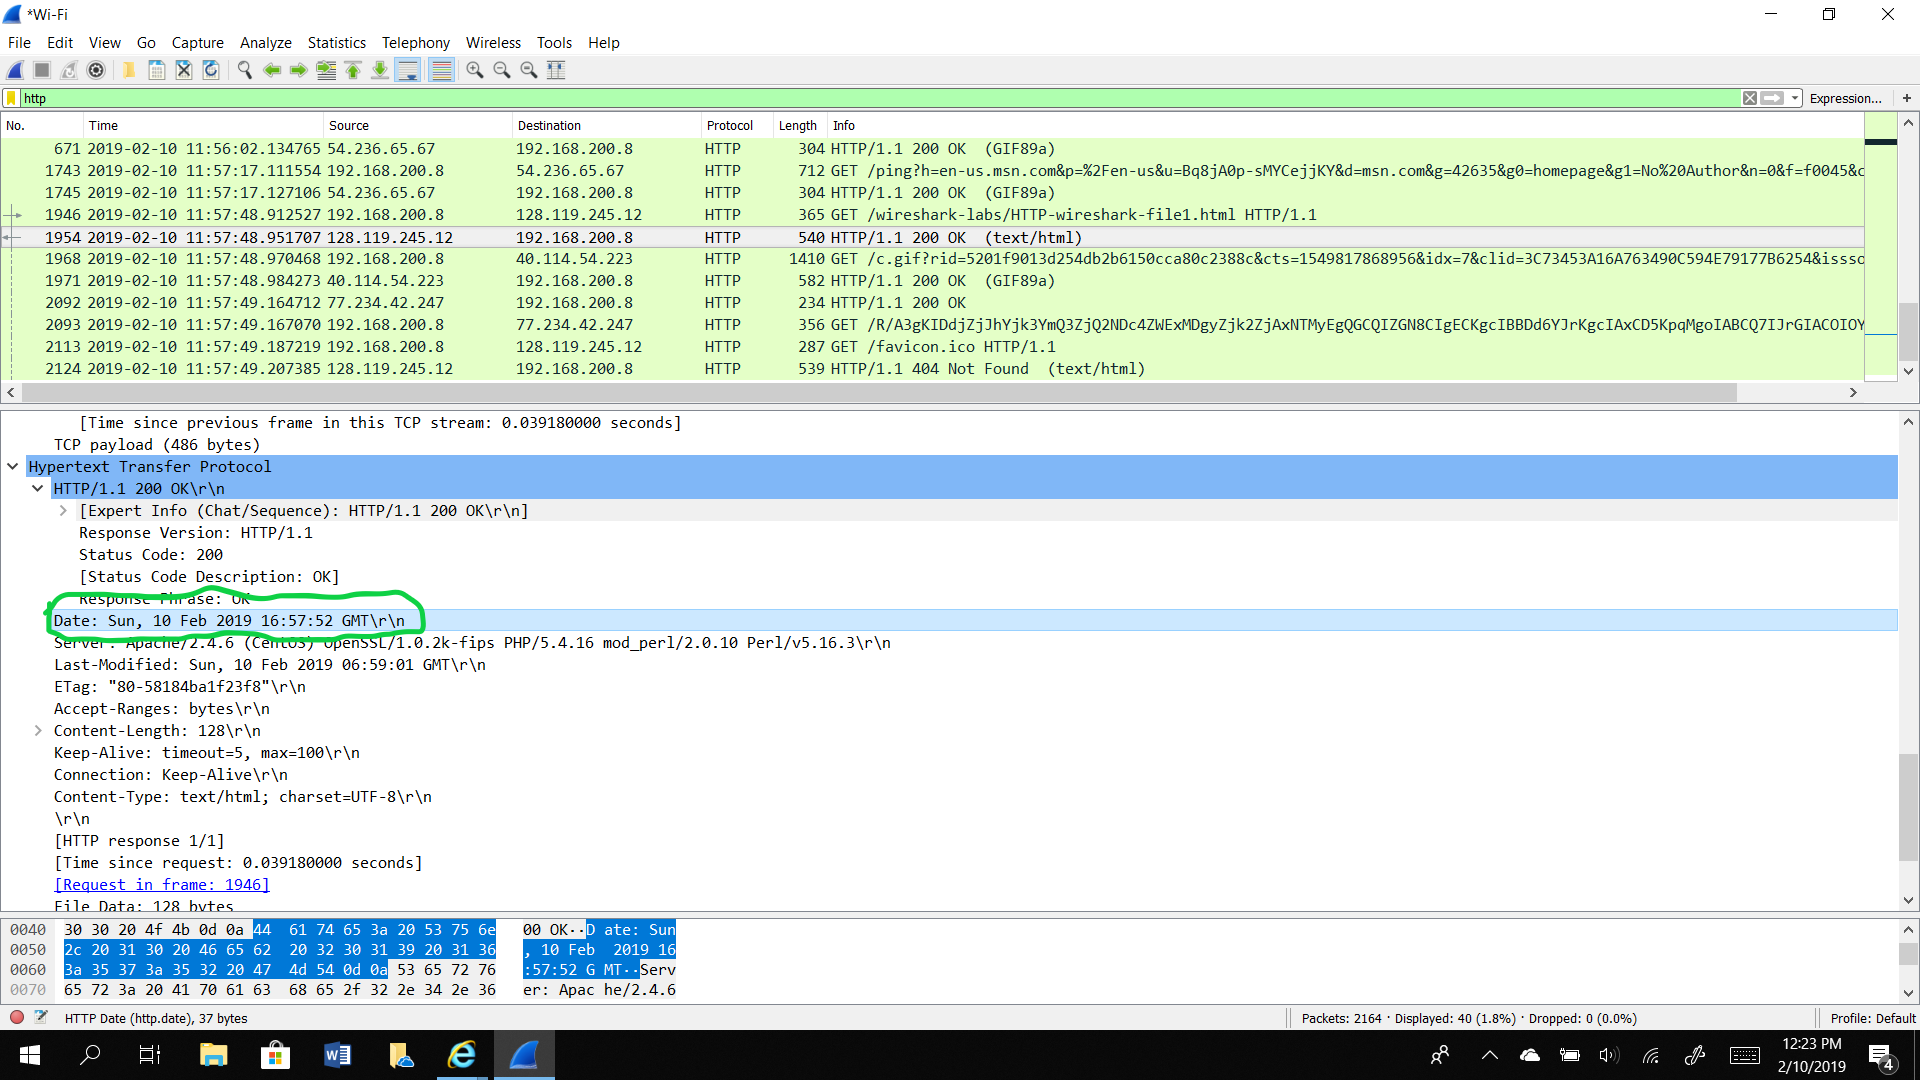 *Wi-Fi
File Edit View Go Capture Analyze Statistics Telephony Wireless Tools Help
http
Expression... +
No. Time Source Destination Protocol Length Info
671 2019-02-10 11:56:02.134765 54.236.65.67 192.168.200.8 HTTP 304 HTTP/1.1 200 OK (GIF89a)
1743 2019-02-10 11:57:17.111554 192.168.200.8 54.236.65.67 HTTP 712 GET /ping?h=en-us.msn.com&p=%2Fen-us&u=Bq8jA0p-sMYCejjKY&d=msn.com&g=42635&g0=homepage&g1=No%20Author&n=0&f=f0045&c
1745 2019-02-10 11:57:17.127106 54.236.65.67 192.168.200.8 HTTP 304 HTTP/1.1 200 OK (GIF89a)
1946 2019-02-10 11:57:48.912527 192.168.200.8 128.119.245.12 HTTP 365 GET /wireshark-labs/HTTP-wireshark-file1.html HTTP/1.1
1954 2019-02-10 11:57:48.951707 128.119.245.12 192.168.200.8 HTTP 540 HTTP/1.1 200 OK (text/html)
1968 2019-02-10 11:57:48.970468 192.168.200.8 40.114.54.223 HTTP 1410 GET /c.gif?rid=5201f9013d254db2b6150cca80c2388c&cts=1549817868956&idx=7&clid=3C73453A16A763490C594E79177B6254&isssc
1971 2019-02-10 11:57:49.984273 40.114.54.223 192.168.200.8 HTTP 582 HTTP/1.1 200 OK (GIF89a)
2092 2019-02-10 11:57:49.164712 77.234.42.247 192.168.200.8 HTTP 234 HTTP/1.1 200 OK
2093 2019-02-10 11:57:49.167070 192.168.200.8 77.234.42.247 HTTP 356 GET /R/A3gKIDdjZjJhYjk3YmQ3ZjQ2NDc4ZWExMDgyZjk2ZjAxNTMyEgQGCQIZGN8CIgECKgcIBBDd6YJrKgcIAxCD5KpqMgoIABCQ7IJrGIACOIOY
2113 2019-02-10 11:57:49.187219 192.168.200.8 128.119.245.12 HTTP 287 GET /favicon.ico HTTP/1.1
2124 2019-02-10 11:57:49.207385 128.119.245.12 192.168.200.8 HTTP 539 HTTP/1.1 404 Not Found (text/html)
[Time since previous frame in this TCP stream: 0.039180000 seconds]
TCP payload (486 bytes)
Hypertext Transfer Protocol
HTTP/1.1 200 OK\r\n
[Expert Info (Chat/Sequence): HTTP/1.1 200 OK\r\n]
Response Version: HTTP/1.1
Status Code: 200
[Status Code Description: OK]
Response Phrase: OK
Date: Sun, 10 Feb 2019 16:57:52 GMT\r\n
Server: Apache/2.4.6 (CentOS) OpenSSL/1.0.2k-fips PHP/5.4.16 mod_perl/2.0.10 Perl/v5.16.3\r\n
Last-Modified: Sun, 10 Feb 2019 06:59:01 GMT\r\n
ETag: "80-58184ba1f23f8"\r\n
Accept-Ranges: bytes\r\n
Content-Length: 128\r\n
Keep-Alive: timeout=5, max=100\r\n
Connection: Keep-Alive\r\n
Content-Type: text/html; charset=UTF-8\r\n
\r\n
[HTTP response 1/1]
[Time since request: 0.039180000 seconds]
[Request in frame: 1946]
File Data: 128 bytes
0040 30 30 20 4f 4b 0d 0a 44 61 74 65 3a 20 53 75 6e 00 OK··D ate: Sun
0050 2c 20 31 30 20 46 65 62 20 32 30 31 39 20 31 36 , 10 Feb 2019 16
0060 3a 35 37 3a 35 32 20 47 4d 54 0d 0a 53 65 72 76 :57:52 G MT··Serv
0070 65 72 3a 20 41 70 61 63 68 65 2f 32 2e 34 2e 36 er: Apac he/2.4.6
HTTP Date (http.date), 37 bytes
Packets: 2164 · Displayed: 40 (1.8%) · Dropped: 0 (0.0%)
Profile: Default
12:23 PM
2/10/2019
4